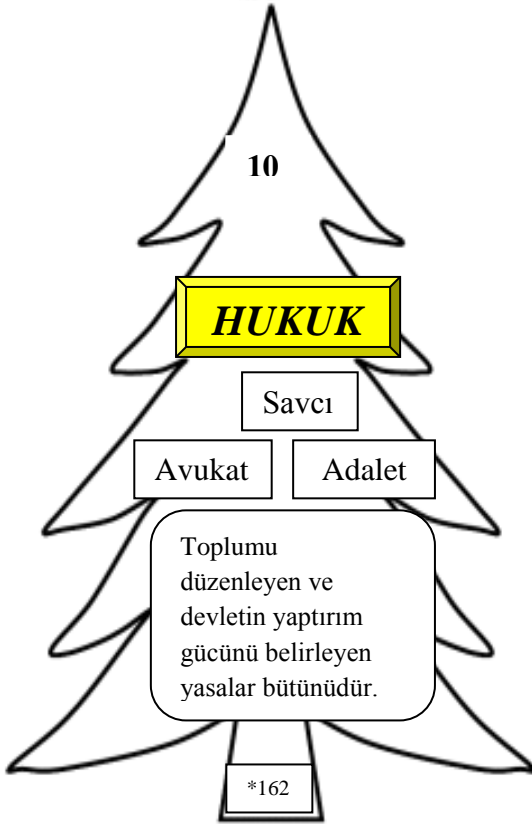 10
HUKUK
Savcı
Avukat Adalet
Toplumu
düzenleyen ve
devletin yaptırım
gücünü belirleyen
yasalar bütünüdür.
*162